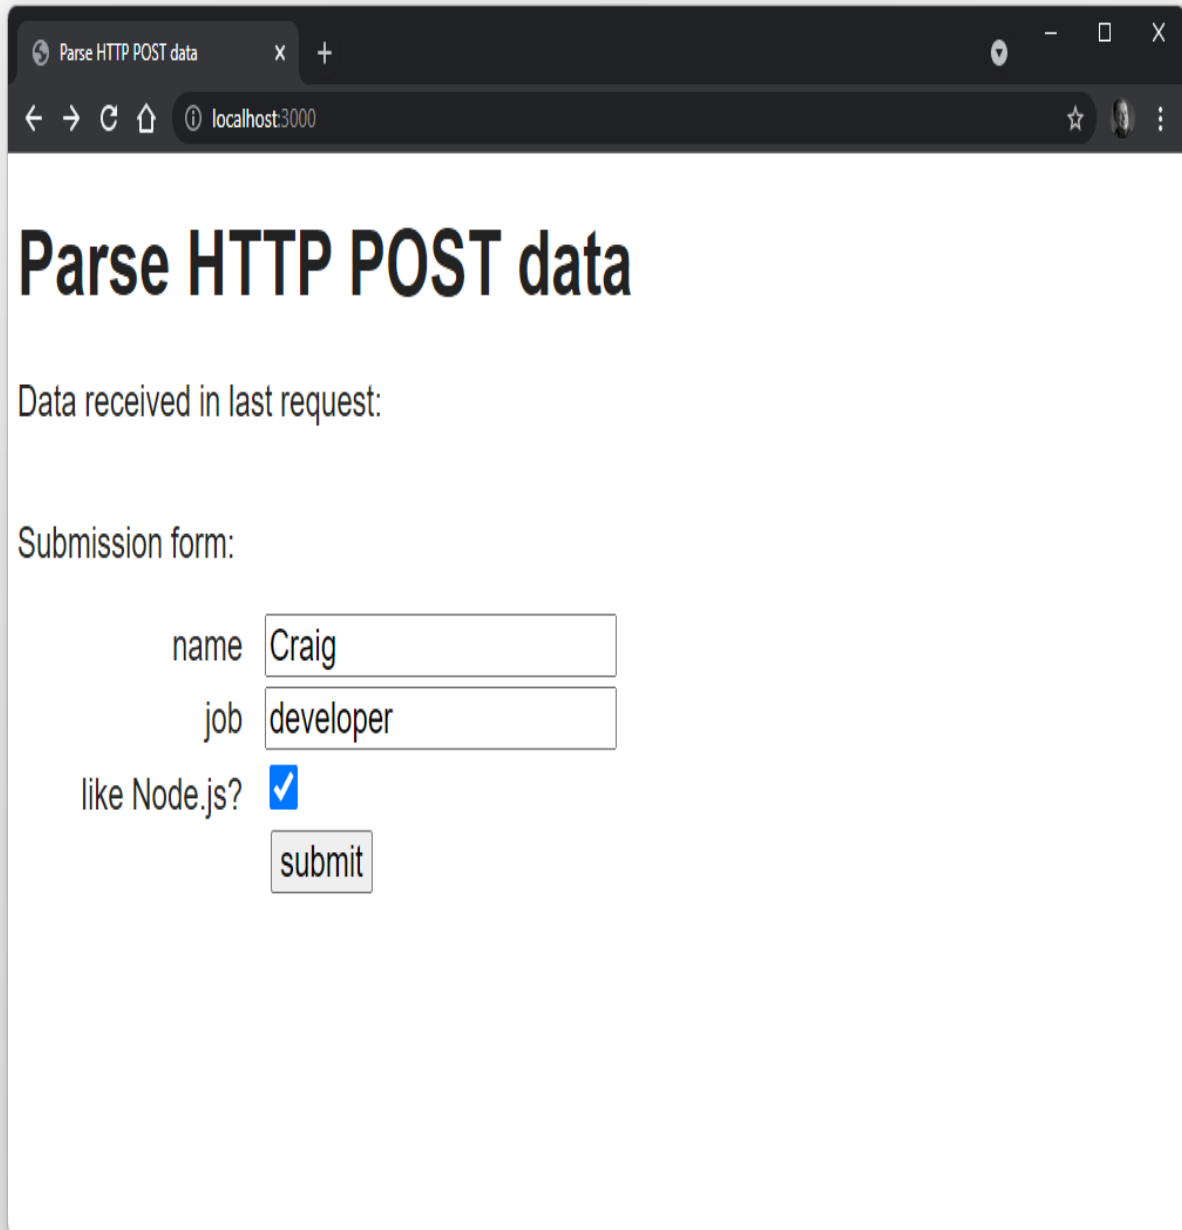 Parse HTTP POST data
localhost:3000
Parse HTTP POST data
Data received in last request:
Submission form:
name Craig
job developer
like Node.js?
submit